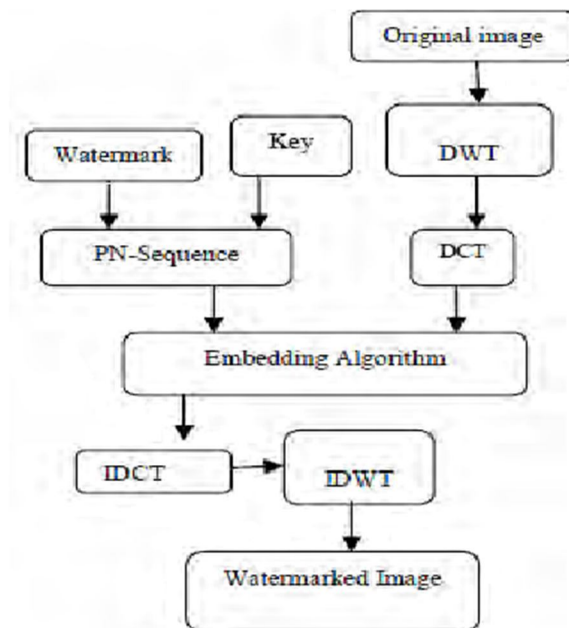 Original image
Watermark
Key
DWT
PN-Sequence
DCT
Embedding Algorithm
IDCT
IDWT
Watermarked Image